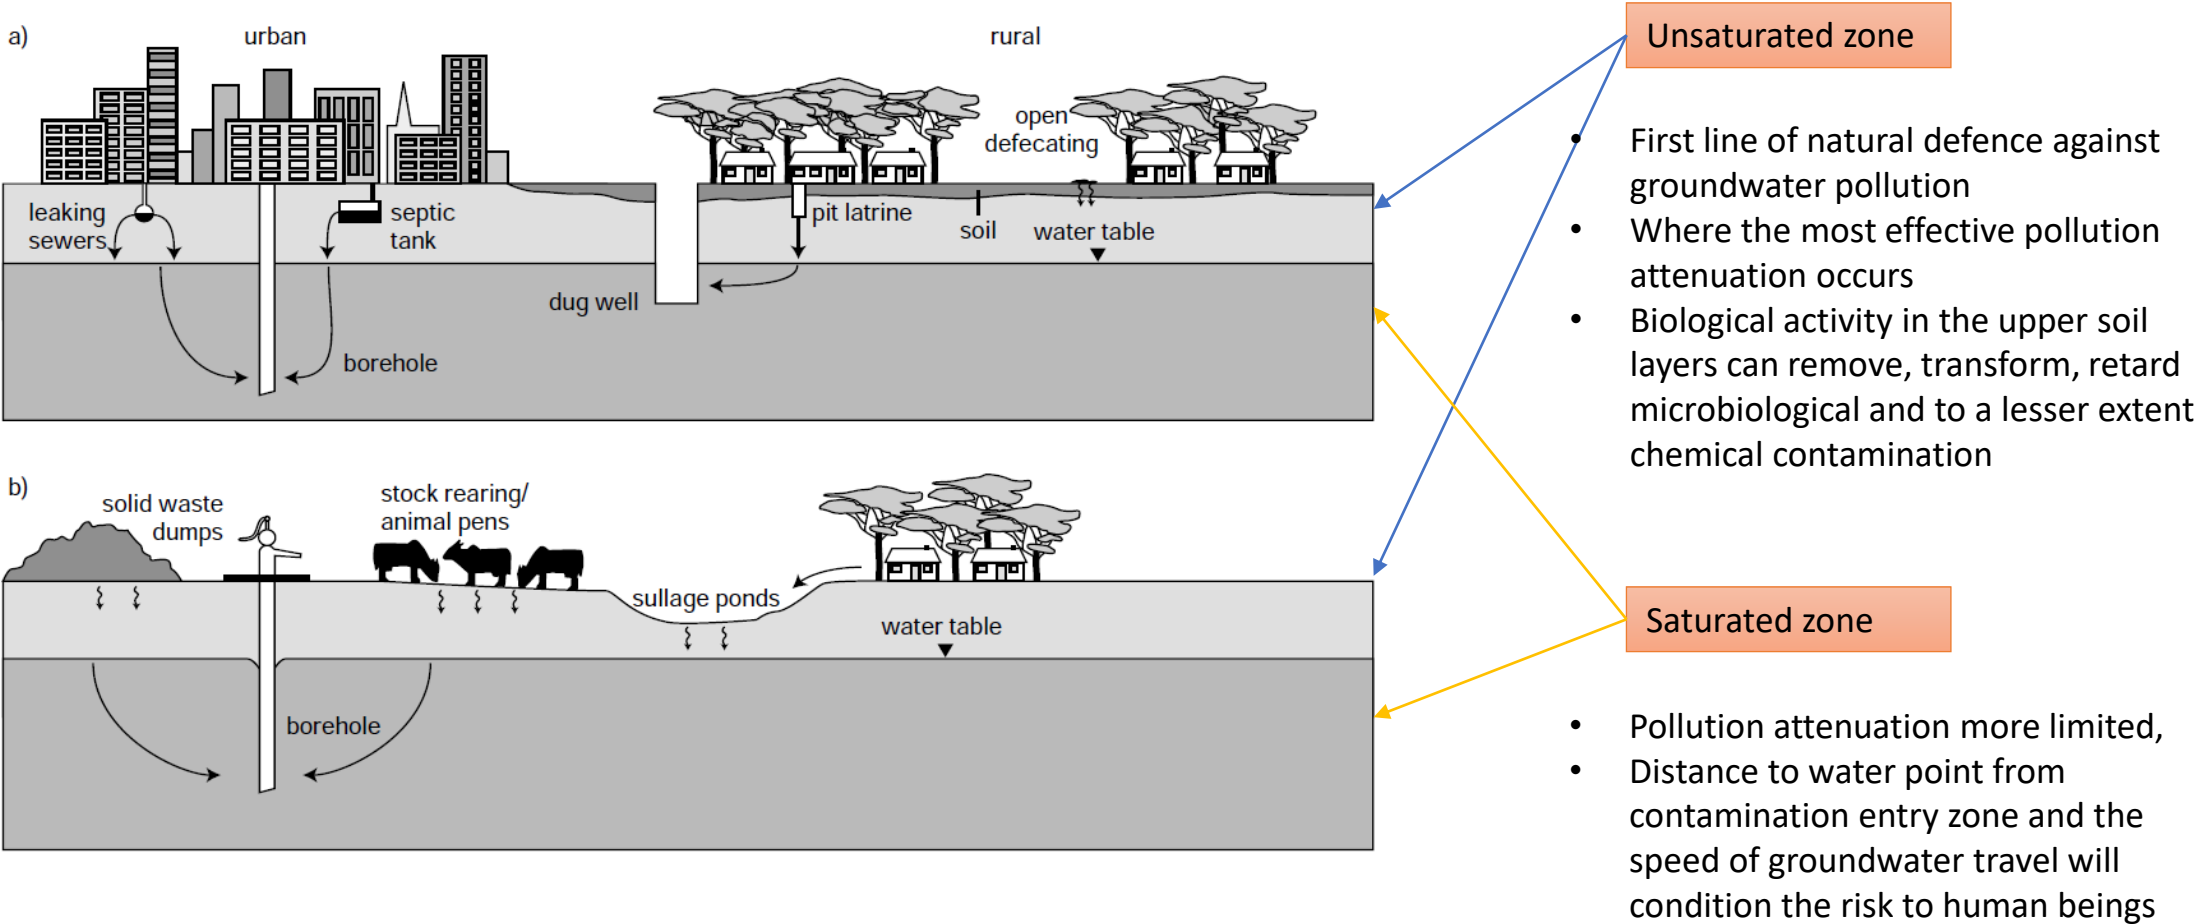 a)
urban
rural
open
defecating
leaking
sewers
septic
tank
pit latrine
soil
water table
dug well
borehole
b)
solid waste
dumps
stock rearing/
animal pens
sullage ponds
water table
borehole
Unsaturated zone
• First line of natural defence against
groundwater pollution
• Where the most effective pollution
attenuation occurs
• Biological activity in the upper soil
layers can remove, transform, retard
microbiological and to a lesser extent
chemical contamination
Saturated zone
• Pollution attenuation more limited,
• Distance to water point from
contamination entry zone and the
speed of groundwater travel will
condition the risk to human beings